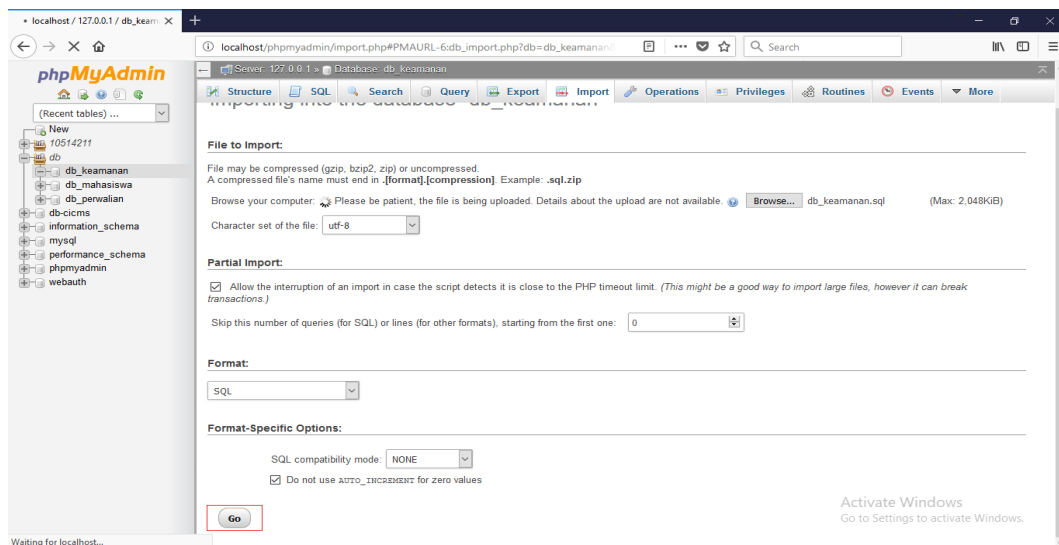 localhost / 127.0.0.1 / db_keam
localhost/phpmyadmin/import.php#PMAURL-6:db_import.php?db=db_keamanan
Search
phpMyAdmin
(Recent tables) ...
New
10514211
db
db_keamanan
db_mahasiswa
db_perwalian
db-cicms
information_schema
mysql
performance_schema
phpmyadmin
webauth
Server: 127.0.0.1 » Database: db_keamanan
Structure SQL Search Query Export Import Operations Privileges Routines Events More
Importing into the database "db_keamanan"
File to Import:
File may be compressed (gzip, bzip2, zip) or uncompressed.
A compressed file's name must end in .[format].[compression]. Example: .sql.zip
Browse your computer: Please be patient, the file is being uploaded. Details about the upload are not available. Browse... db_keamanan.sql (Max: 2,048KiB)
Character set of the file: utf-8
Partial Import:
Allow the interruption of an import in case the script detects it is close to the PHP timeout limit. (This might be a good way to import large files, however it can break
transactions.)
Skip this number of queries (for SQL) or lines (for other formats), starting from the first one: 0
Format:
SQL
Format-Specific Options:
SQL compatibility mode: NONE
Do not use AUTO_INCREMENT for zero values
Go
Activate Windows
Go to Settings to activate Windows.
Waiting for localhost...